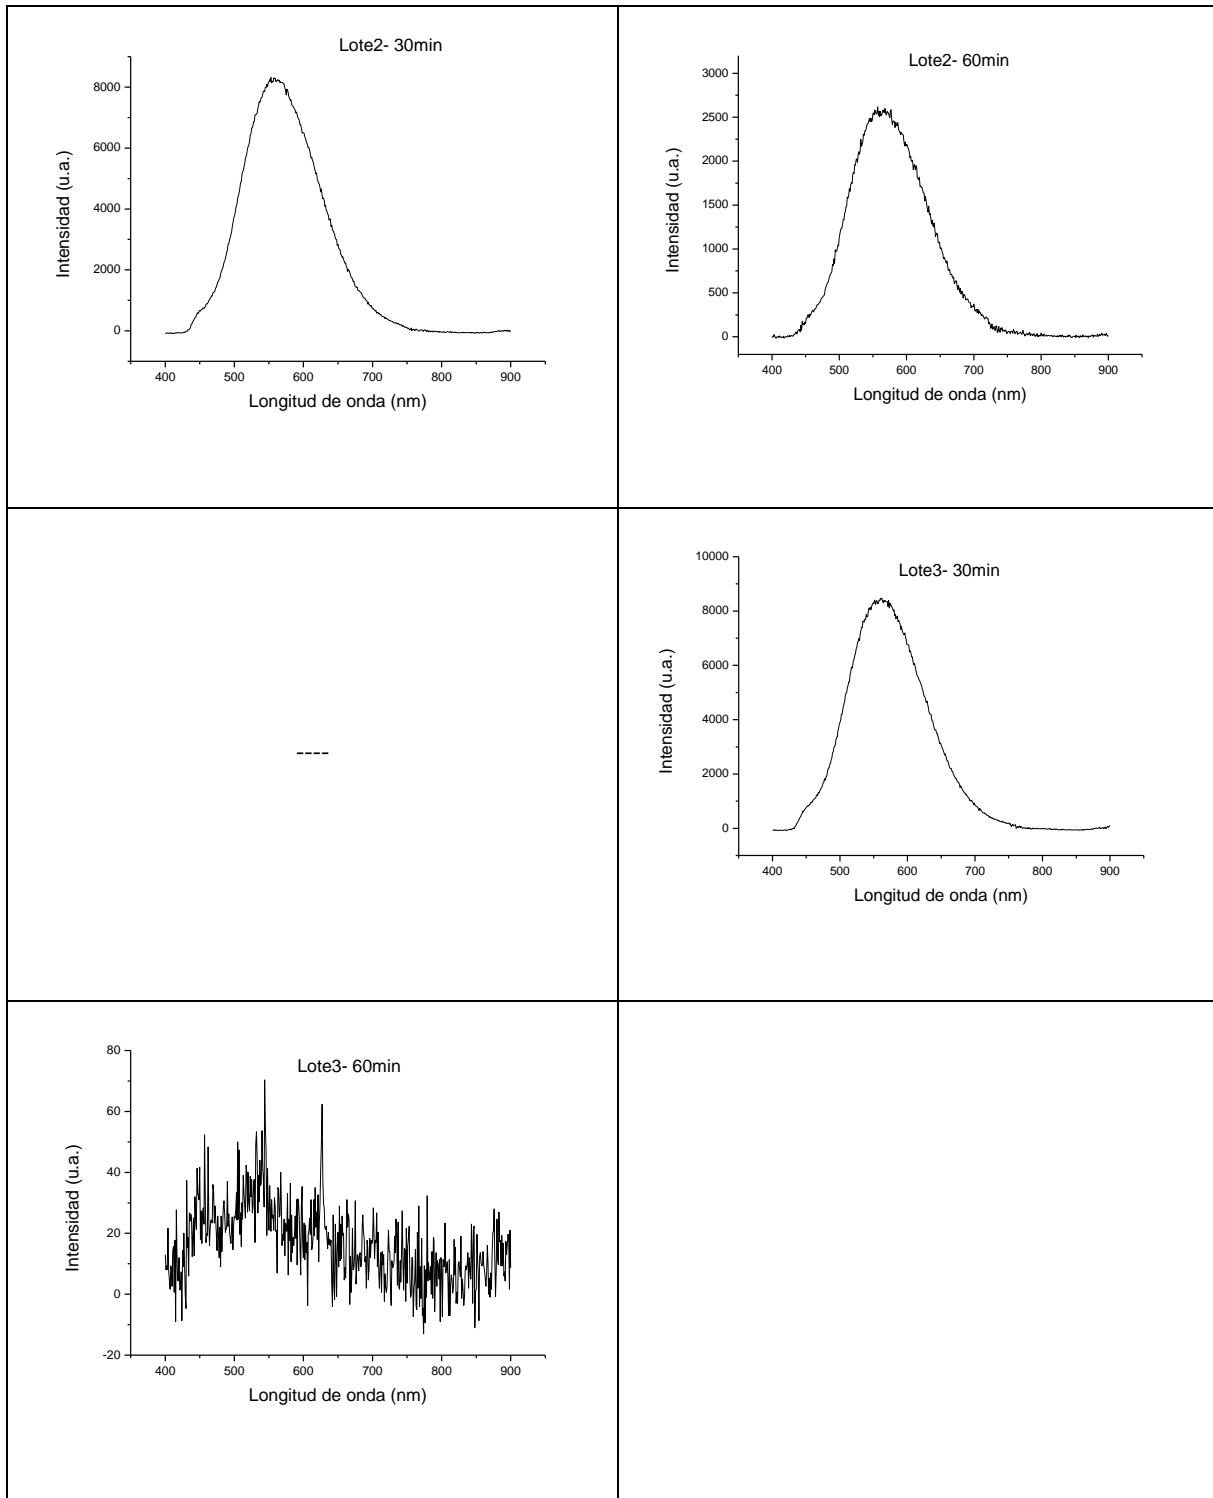 Lote2- 30min
Intensidad (u.a.)
8000
6000
4000
2000
0
400 500 600 700 800 900
Longitud de onda (nm)
Lote2- 60min
Intensidad (u.a.)
3000
2500
2000
1500
1000
500
0
400 500 600 700 800 900
Longitud de onda (nm)
----
Lote3- 30min
Intensidad (u.a.)
10000
8000
6000
4000
2000
0
400 500 600 700 800 900
Longitud de onda (nm)
Lote3- 60min
Intensidad (u.a.)
80
60
40
20
0
-20
400 500 600 700 800 900
Longitud de onda (nm)